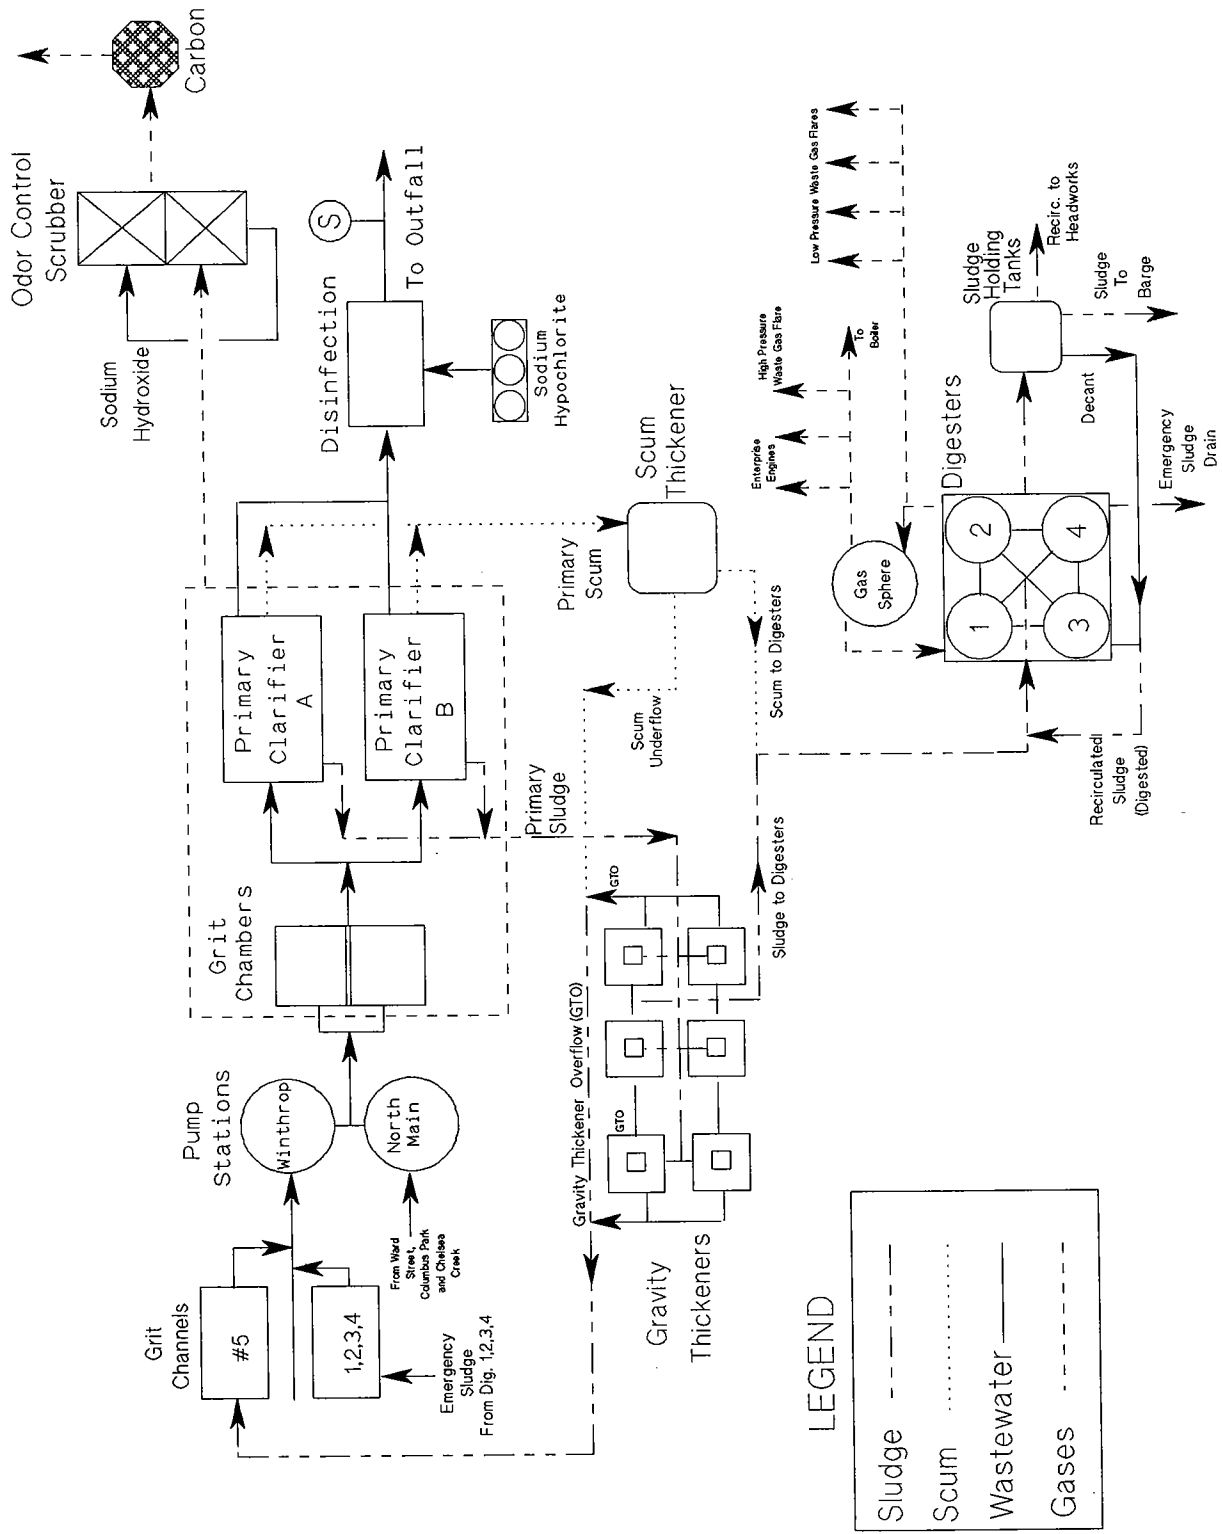 Odor Control
Scrubber
Carbon
Sodium
Hydroxide
Disinfection
S
To Outfall
Sodium
Hypochlorite
Grit
Channels
#5
1,2,3,4
Emergency
Sludge
From Dig. 1,2,3,4
Pump
Stations
Winthrop
North
Main
From Ward
Street,
Columbus Park
and Chelsea
Creek
Grit
Chambers
Primary
Clarifier
A
Primary
Clarifier
B
Primary
Sludge
Primary
Scum
Scum
Thickener
Scum
Underflow
Scum to Digesters
Gravity Thickener Overflow (GTO)
GTO
GTO
Gravity
Thickeners
Sludge to Digesters
Enterprise
Engines
High Pressure
Waste Gas Flare
To
Boiler
Low Pressure Waste Gas Flares
Gas
Sphere
Digesters
1
2
3
4
Sludge
Holding
Tanks
Recirc. to
Headworks
Sludge
To
Barge
Decant
Emergency
Sludge
Drain
Recirculated
Sludge
(Digested)
LEGEND
Sludge
Scum
Wastewater
Gases